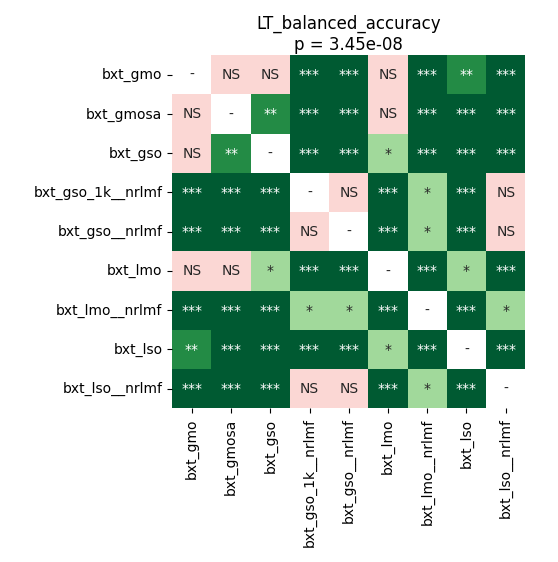 LT_balanced_accuracy
p = 3.45e-08
bxt_gmo - NS NS *** *** NS *** ** ***
bxt_gmosa NS - ** *** *** NS *** *** ***
bxt_gso NS ** - *** *** * *** *** ***
bxt_gso_1k__nrlmf *** *** *** - NS *** * *** NS
bxt_gso__nrlmf *** *** *** NS - *** * *** NS
bxt_lmo NS NS * *** *** - *** * ***
bxt_lmo__nrlmf *** *** *** * * *** - *** *
bxt_lso ** *** *** *** *** * *** - ***
bxt_lso__nrlmf *** *** *** NS NS *** * *** -
bxt_gmo
bxt_gmosa
bxt_gso
bxt_gso_1k__nrlmf
bxt_gso__nrlmf
bxt_lmo
bxt_lmo__nrlmf
bxt_lso
bxt_lso__nrlmf